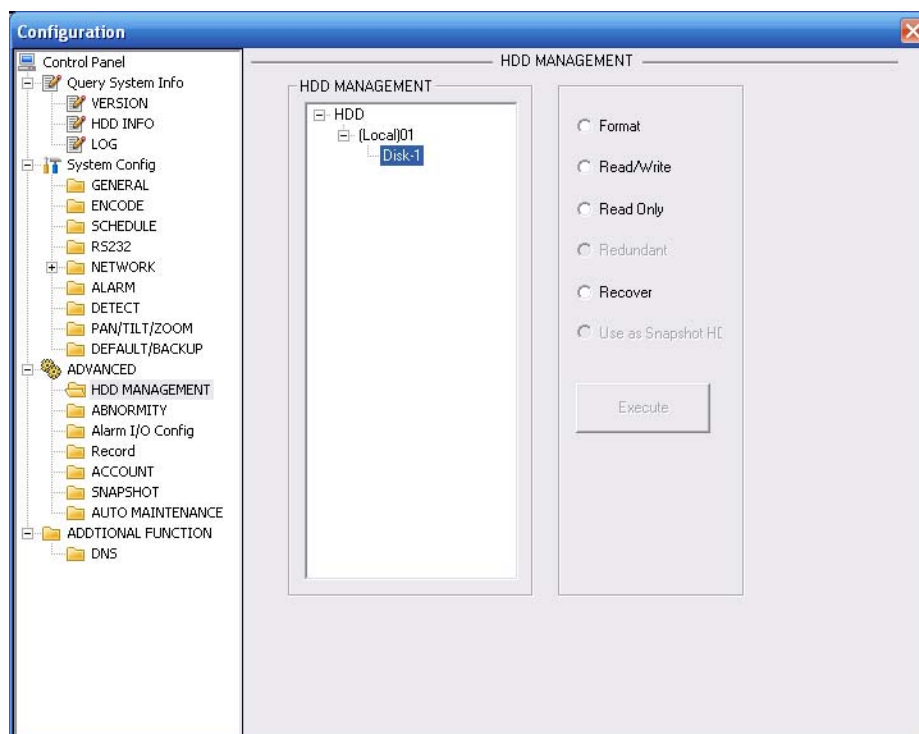 Configuration
Control Panel
Query System Info
VERSION
HDD INFO
LOG
System Config
GENERAL
ENCODE
SCHEDULE
RS232
NETWORK
ALARM
DETECT
PAN/TILT/ZOOM
DEFAULT/BACKUP
ADVANCED
HDD MANAGEMENT
ABNORMITY
Alarm I/O Config
Record
ACCOUNT
SNAPSHOT
AUTO MAINTENANCE
ADDTIONAL FUNCTION
DNS
HDD MANAGEMENT
HDD MANAGEMENT
HDD
(Local)01
Disk-1
Format
Read/Write
Read Only
Redundant
Recover
Use as Snapshot
Execute